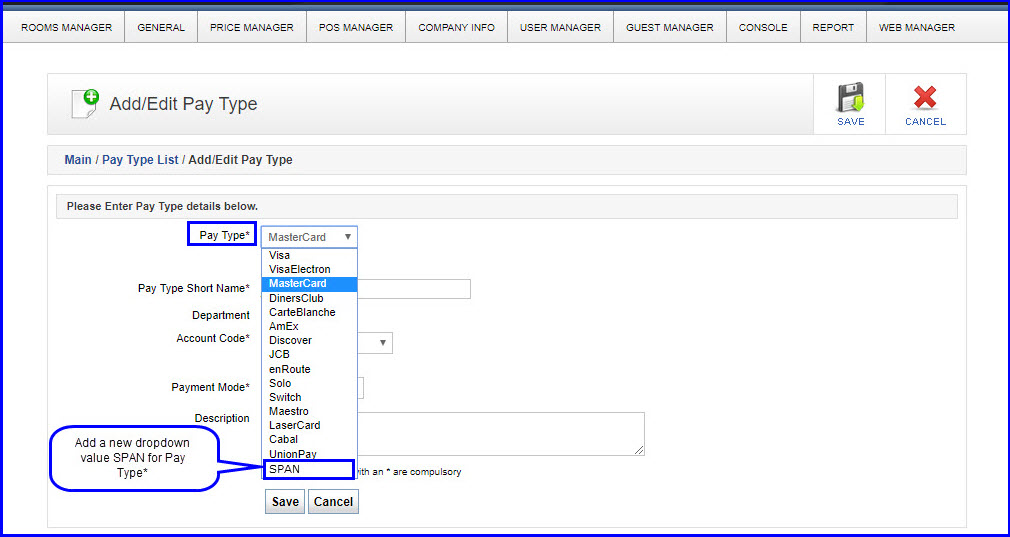 ROOMS MANAGER GENERAL PRICE MANAGER POS MANAGER COMPANY INFO USER MANAGER GUEST MANAGER CONSOLE REPORT WEB MANAGER
Add/Edit Pay Type
SAVE CANCEL
Main / Pay Type List / Add/Edit Pay Type
Please Enter Pay Type details below.
Pay Type* MasterCard
Visa
VisaElectron
MasterCard
Pay Type Short Name*
DinersClub
CarteBlanche
Department
AmEx
Account Code*
Discover
JCB
enRoute
Payment Mode*
Solo
Switch
Maestro
Description
LaserCard
Cabal
UnionPay
SPAN
Add a new dropdown
value SPAN for Pay
Type*
with an * are compulsory
Save Cancel